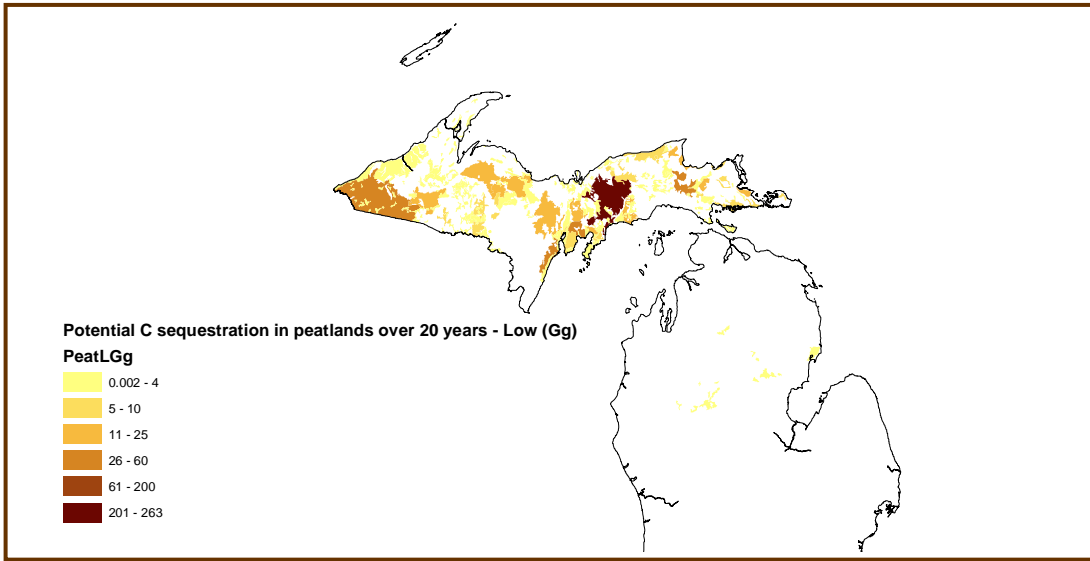 Potential C sequestration in peatlands over 20 years - Low (Gg)
PeatLGg
0.002 - 4
5 - 10
11 - 25
26 - 60
61 - 200
201 - 263